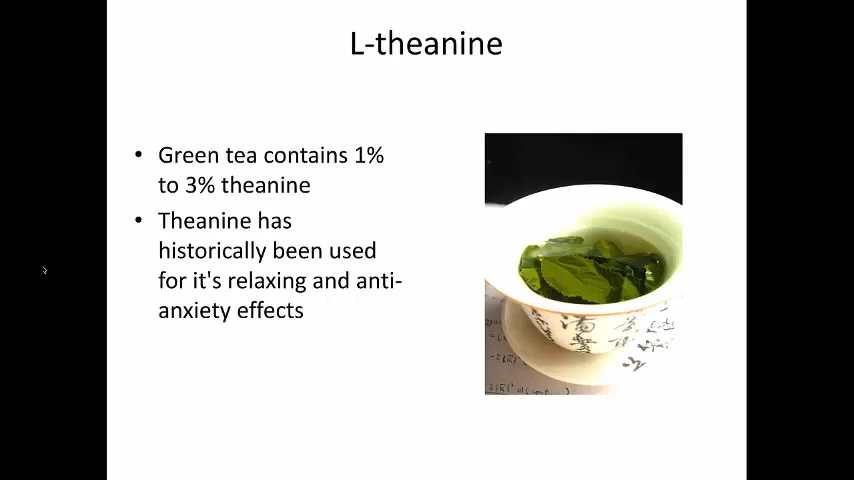 L-theanine
• Green tea contains 1%
to 3% theanine
• Theanine has
historically been used
for it's relaxing and anti-
anxiety effects